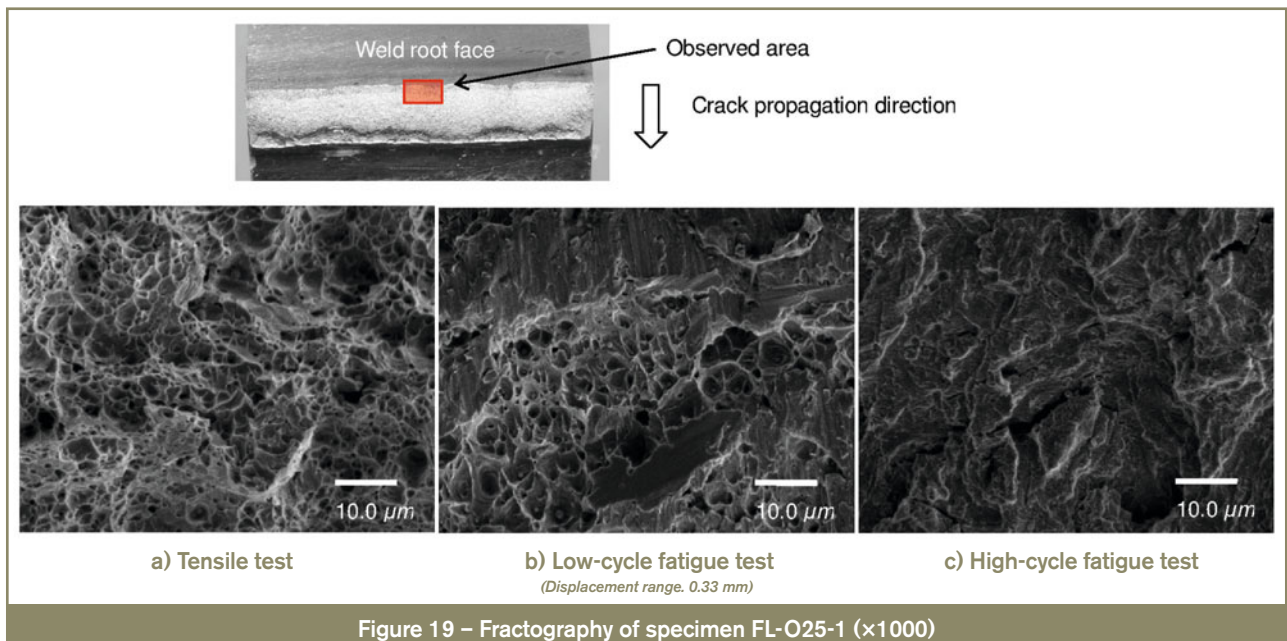 Weld root face
Observed area
Crack propagation direction
10.0 µm
10.0 µm
10.0 µm
a) Tensile test
b) Low-cycle fatigue test
(Displacement range. 0.33 mm)
c) High-cycle fatigue test
Figure 19 – Fractography of specimen FL-O25-1 (×1000)